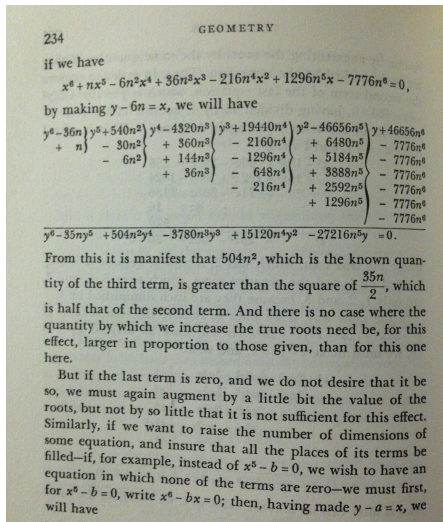 234
GEOMETRY
if we have
x⁶ + nx⁵ – 6n²x⁴ + 36n³x³ – 216n⁴x² + 1296n⁵x – 7776n⁶ = 0,
by making y – 6n = x, we will have
y⁶–36n } y⁵+540n² } y⁴–4320n³ } y³+19440n⁴ } y²–46656n⁵ } y+46656n⁶
+ n – 30n² + 360n³ – 2160n⁴ + 6480n⁵ – 7776n⁶
– 6n² + 144n³ – 1296n⁴ + 5184n⁵ – 7776n⁶
+ 36n³ – 648n⁴ + 3888n⁵ – 7776n⁶
– 216n⁴ + 2592n⁵ – 7776n⁶
+ 1296n⁵ – 7776n⁶
– 7776n⁶
y⁶–35ny⁵ +504n²y⁴ –3780n³y³ +15120n⁴y² –27216n⁵y =0.
From this it is manifest that 504n², which is the known quan-
tity of the third term, is greater than the square of 35n/2, which
is half that of the second term. And there is no case where the
quantity by which we increase the true roots need be, for this
effect, larger in proportion to those given, than for this one
here.
But if the last term is zero, and we do not desire that it be
so, we must again augment by a little bit the value of the
roots, but not by so little that it is not sufficient for this effect.
Similarly, if we want to raise the number of dimensions of
some equation, and insure that all the places of its terms be
filled—if, for example, instead of x⁵ – b = 0, we wish to have an
equation in which none of the terms are zero—we must first,
for x⁵ – b = 0, write x⁶ – bx = 0; then, having made y – a = x, we
will have